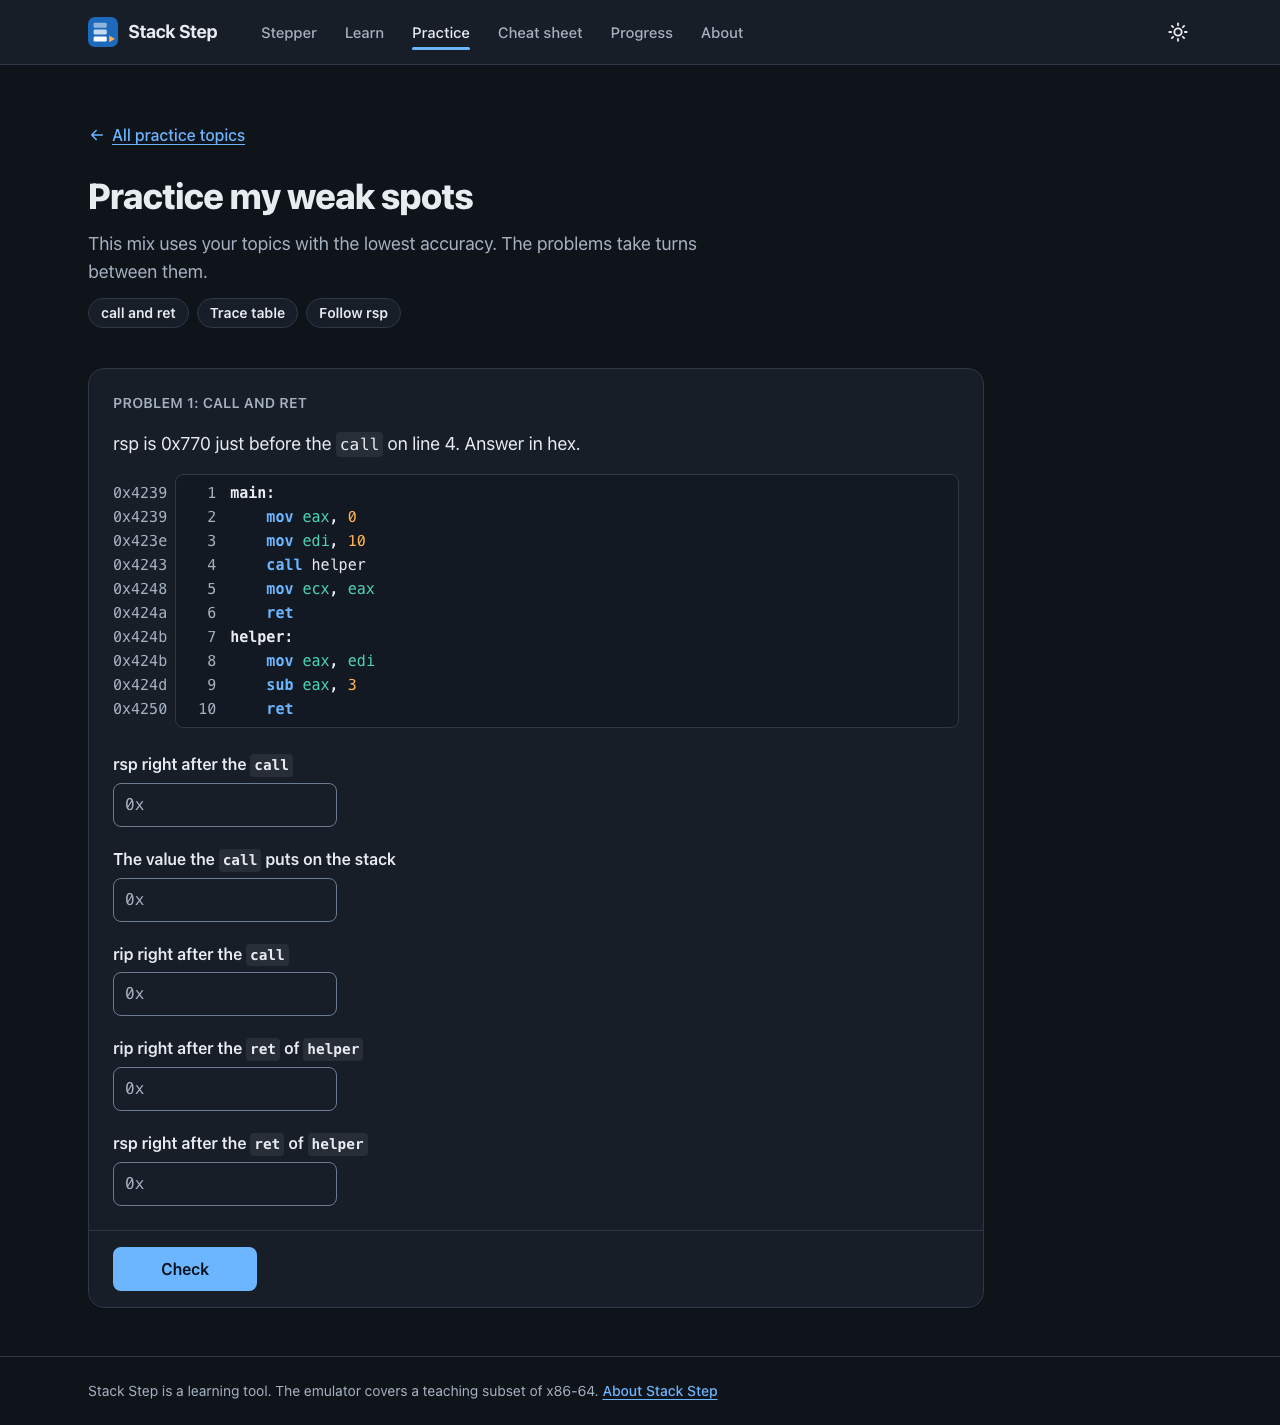 Stack Step Stepper Learn Practice Cheat sheet Progress About
← All practice topics
Practice my weak spots
This mix uses your topics with the lowest accuracy. The problems take turns
between them.
call and ret Trace table Follow rsp
PROBLEM 1: CALL AND RET
rsp is 0x770 just before the call on line 4. Answer in hex.
0x4239 1 main:
0x4239 2 mov eax, 0
0x423e 3 mov edi, 10
0x4243 4 call helper
0x4248 5 mov ecx, eax
0x424a 6 ret
0x424b 7 helper:
0x424b 8 mov eax, edi
0x424d 9 sub eax, 3
0x4250 10 ret
rsp right after the call
0x
The value the call puts on the stack
0x
rip right after the call
0x
rip right after the ret of helper
0x
rsp right after the ret of helper
0x
Check
Stack Step is a learning tool. The emulator covers a teaching subset of x86-64. About Stack Step